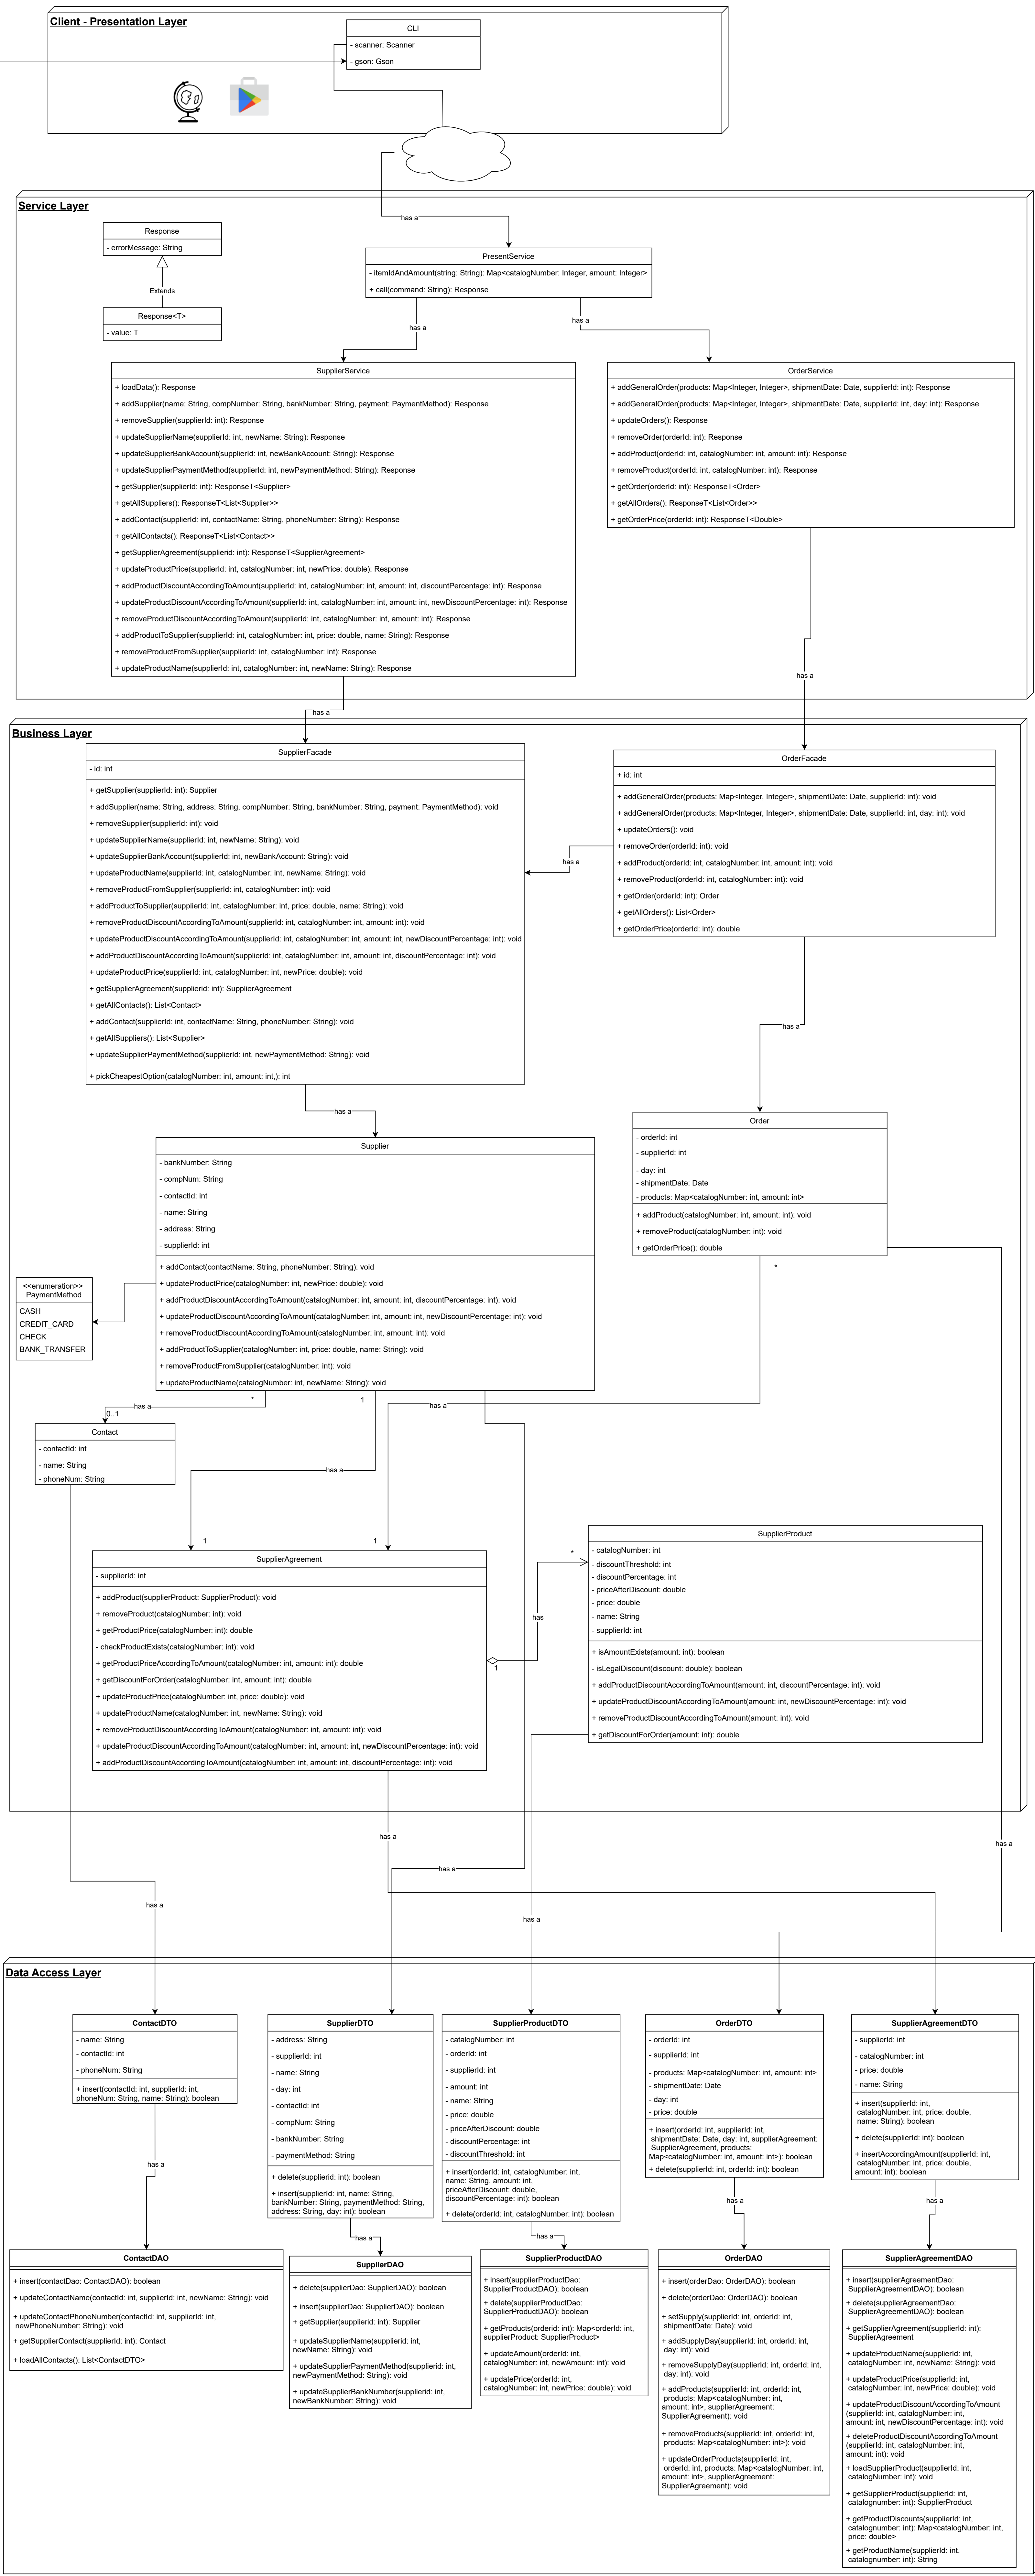 Client - Presentation Layer
CLI
- scanner: Scanner
- gson: Gson
has a
Service Layer
Response
- errorMessage: String
Extends
Response<T>
- value: T
PresentService
- itemIdAndAmount(string: String): Map<catalogNumber: Integer, amount: Integer>
+ call(command: String): Response
has a
has a
SupplierService
+ loadData(): Response
+ addSupplier(name: String, compNumber: String, bankNumber: String, payment: PaymentMethod): Response
+ removeSupplier(supplierId: int): Response
+ updateSupplierName(supplierId: int, newName: String): Response
+ updateSupplierBankAccount(supplierId: int, newBankAccount: String): Response
+ updateSupplierPaymentMethod(supplierId: int, newPaymentMethod: String): Response
+ getSupplier(supplierId: int): ResponseT<Supplier>
+ getAllSuppliers(): ResponseT<List<Supplier>>
+ addContact(supplierId: int, contactName: String, phoneNumber: String): Response
+ getAllContacts(): ResponseT<List<Contact>>
+ getSupplierAgreement(supplierid: int): ResponseT<SupplierAgreement>
+ updateProductPrice(supplierId: int, catalogNumber: int, newPrice: double): Response
+ addProductDiscountAccordingToAmount(supplierId: int, catalogNumber: int, amount: int, discountPercentage: int): Response
+ updateProductDiscountAccordingToAmount(supplierId: int, catalogNumber: int, amount: int, newDiscountPercentage: int): Response
+ removeProductDiscountAccordingToAmount(supplierId: int, catalogNumber: int, amount: int): Response
+ addProductToSupplier(supplierId: int, catalogNumber: int, price: double, name: String): Response
+ removeProductFromSupplier(supplierId: int, catalogNumber: int): Response
+ updateProductName(supplierId: int, catalogNumber: int, newName: String): Response
OrderService
+ addGeneralOrder(products: Map<Integer, Integer>, shipmentDate: Date, supplierId: int): Response
+ addGeneralOrder(products: Map<Integer, Integer>, shipmentDate: Date, supplierId: int, day: int): Response
+ updateOrders(): Response
+ removeOrder(orderId: int): Response
+ addProduct(orderId: int, catalogNumber: int, amount: int): Response
+ removeProduct(orderId: int, catalogNumber: int): Response
+ getOrder(orderId: int): ResponseT<Order>
+ getAllOrders(): ResponseT<List<Order>>
+ getOrderPrice(orderId: int): ResponseT<Double>
has a
has a
Business Layer
SupplierFacade
- id: int
+ getSupplier(supplierId: int): Supplier
+ addSupplier(name: String, address: String, compNumber: String, bankNumber: String, payment: PaymentMethod): void
+ removeSupplier(supplierId: int): void
+ updateSupplierName(supplierId: int, newName: String): void
+ updateSupplierBankAccount(supplierId: int, newBankAccount: String): void
+ updateProductName(supplierId: int, catalogNumber: int, newName: String): void
+ removeProductFromSupplier(supplierId: int, catalogNumber: int): void
+ addProductToSupplier(supplierId: int, catalogNumber: int, price: double, name: String): void
+ removeProductDiscountAccordingToAmount(supplierId: int, catalogNumber: int, amount: int): void
+ updateProductDiscountAccordingToAmount(supplierId: int, catalogNumber: int, amount: int, newDiscountPercentage: int): void
+ addProductDiscountAccordingToAmount(supplierId: int, catalogNumber: int, amount: int, discountPercentage: int): void
+ updateProductPrice(supplierId: int, catalogNumber: int, newPrice: double): void
+ getSupplierAgreement(supplierid: int): SupplierAgreement
+ getAllContacts(): List<Contact>
+ addContact(supplierId: int, contactName: String, phoneNumber: String): void
+ getAllSuppliers(): List<Supplier>
+ updateSupplierPaymentMethod(supplierId: int, newPaymentMethod: String): void
+ pickCheapestOption(catalogNumber: int, amount: int,): int
OrderFacade
+ id: int
+ addGeneralOrder(products: Map<Integer, Integer>, shipmentDate: Date, supplierId: int): void
+ addGeneralOrder(products: Map<Integer, Integer>, shipmentDate: Date, supplierId: int, day: int): void
+ updateOrders(): void
+ removeOrder(orderId: int): void
+ addProduct(orderId: int, catalogNumber: int, amount: int): void
+ removeProduct(orderId: int, catalogNumber: int): void
+ getOrder(orderId: int): Order
+ getAllOrders(): List<Order>
+ getOrderPrice(orderId: int): double
has a
has a
has a
Supplier
- bankNumber: String
- compNum: String
- contactId: int
- name: String
- address: String
- supplierId: int
+ addContact(contactName: String, phoneNumber: String): void
+ updateProductPrice(catalogNumber: int, newPrice: double): void
+ addProductDiscountAccordingToAmount(catalogNumber: int, amount: int, discountPercentage: int): void
+ updateProductDiscountAccordingToAmount(catalogNumber: int, amount: int, newDiscountPercentage: int): void
+ removeProductDiscountAccordingToAmount(catalogNumber: int, amount: int): void
+ addProductToSupplier(catalogNumber: int, price: double, name: String): void
+ removeProductFromSupplier(catalogNumber: int): void
+ updateProductName(catalogNumber: int, newName: String): void
Order
- orderId: int
- supplierId: int
- day: int
- shipmentDate: Date
- products: Map<catalogNumber: int, amount: int>
+ addProduct(catalogNumber: int, amount: int): void
+ removeProduct(catalogNumber: int): void
+ getOrderPrice(): double
*
<<enumeration>>
PaymentMethod
CASH
CREDIT_CARD
CHECK
BANK_TRANSFER
*
has a
0..1
1
has a
has a
Contact
- contactId: int
- name: String
- phoneNum: String
1
1
SupplierAgreement
- supplierId: int
+ addProduct(supplierProduct: SupplierProduct): void
+ removeProduct(catalogNumber: int): void
+ getProductPrice(catalogNumber: int): double
- checkProductExists(catalogNumber: int): void
+ getProductPriceAccordingToAmount(catalogNumber: int, amount: int): double
+ getDiscountForOrder(catalogNumber: int, amount: int): double
+ updateProductPrice(catalogNumber: int, price: double): void
+ updateProductName(catalogNumber: int, newName: String): void
+ removeProductDiscountAccordingToAmount(catalogNumber: int, amount: int): void
+ updateProductDiscountAccordingToAmount(catalogNumber: int, amount: int, newDiscountPercentage: int): void
+ addProductDiscountAccordingToAmount(catalogNumber: int, amount: int, discountPercentage: int): void
*
has
1
SupplierProduct
- catalogNumber: int
- discountThreshold: int
- discountPercentage: int
- priceAfterDiscount: double
- price: double
- name: String
- supplierId: int
+ isAmountExists(amount: int): boolean
- isLegalDiscount(discount: double): boolean
+ addProductDiscountAccordingToAmount(amount: int, discountPercentage: int): void
+ updateProductDiscountAccordingToAmount(amount: int, newDiscountPercentage: int): void
+ removeProductDiscountAccordingToAmount(amount: int): void
+ getDiscountForOrder(amount: int): double
has a
has a
has a
has a
has a
Data Access Layer
ContactDTO
- name: String
- contactId: int
- phoneNum: String
+ insert(contactId: int, supplierId: int,
phoneNum: String, name: String): boolean
SupplierDTO
- address: String
- supplierId: int
- name: String
- day: int
- contactId: int
- compNum: String
- bankNumber: String
- paymentMethod: String
+ delete(supplierid: int): boolean
+ insert(supplierId: int, name: String,
bankNumber: String, paymentMethod: String,
address: String, day: int): boolean
SupplierProductDTO
- catalogNumber: int
- orderId: int
- supplierId: int
- amount: int
- name: String
- price: double
- priceAfterDiscount: double
- discountPercentage: int
- discountThreshold: int
+ insert(orderId: int, catalogNumber: int,
name: String, amount: int,
priceAfterDiscount: double,
discountPercentage: int): boolean
+ delete(orderId: int, catalogNumber: int): boolean
OrderDTO
- orderId: int
- supplierId: int
- products: Map<catalogNumber: int, amount: int>
- shipmentDate: Date
- day: int
- price: double
+ insert(orderId: int, supplierId: int,
shipmentDate: Date, day: int, supplierAgreement:
SupplierAgreement, products:
Map<catalogNumber: int, amount: int>): boolean
+ delete(supplierId: int, orderId: int): boolean
SupplierAgreementDTO
- supplierId: int
- catalogNumber: int
- price: double
- name: String
+ insert(supplierId: int,
catalogNumber: int, price: double,
name: String): boolean
+ delete(supplierId: int): boolean
+ insertAccordingAmount(supplierId: int,
catalogNumber: int, price: double,
amount: int): boolean
has a
has a
has a
has a
has a
ContactDAO
+ insert(contactDao: ContactDAO): boolean
+ updateContactName(contactId: int, supplierId: int, newName: String): void
+ updateContactPhoneNumber(contactId: int, supplierId: int,
newPhoneNumber: String): void
+ getSupplierContact(supplierId: int): Contact
+ loadAllContacts(): List<ContactDTO>
SupplierDAO
+ delete(supplierDao: SupplierDAO): boolean
+ insert(supplierDao: SupplierDAO): boolean
+ getSupplier(supplierId: int): Supplier
+ updateSupplierName(supplierid: int,
newName: String): void
+ updateSupplierPaymentMethod(supplierid: int,
newPaymentMethod: String): void
+ updateSupplierBankNumber(supplierid: int,
newBankNumber: String): void
SupplierProductDAO
+ insert(supplierProductDao:
SupplierProductDAO): boolean
+ delete(supplierProductDao:
SupplierProductDAO): boolean
+ getProducts(orderid: int): Map<orderId: int,
supplierProduct: SupplierProduct>
+ updateAmount(orderId: int,
catalogNumber: int, newAmount: int): void
+ updatePrice(orderId: int,
catalogNumber: int, newPrice: double): void
OrderDAO
+ insert(orderDao: OrderDAO): boolean
+ delete(orderDao: OrderDAO): boolean
+ setSupply(supplierId: int, orderId: int,
shipmentDate: Date): void
+ addSupplyDay(supplierId: int, orderId: int,
day: int): void
+ removeSupplyDay(supplierId: int, orderId: int,
day: int): void
+ addProducts(supplierId: int, orderId: int,
products: Map<catalogNumber: int,
amount: int>, supplierAgreement:
SupplierAgreement): void
+ removeProducts(supplierId: int, orderId: int,
products: Map<catalogNumber: int>): void
+ updateOrderProducts(supplierId: int,
orderId: int, products: Map<catalogNumber: int,
amount: int>, supplierAgreement:
SupplierAgreement): void
SupplierAgreementDAO
+ insert(supplierAgreementDao:
SupplierAgreementDAO): boolean
+ delete(supplierAgreementDao:
SupplierAgreementDAO): boolean
+ getSupplierAgreement(supplierId: int):
SupplierAgreement
+ updateProductName(supplierId: int,
catalogNumber: int, newName: String): void
+ updateProductPrice(supplierId: int,
catalogNumber: int, newPrice: double): void
+ updateProductDiscountAccordingToAmount
(supplierId: int, catalogNumber: int,
amount: int, newDiscountPercentage: int): void
+ deleteProductDiscountAccordingToAmount
(supplierId: int, catalogNumber: int,
amount: int): void
+ loadSupplierProduct(supplierId: int,
catalogNumber: int): void
+ getSupplierProduct(supplierId: int,
catalognumber: int): SupplierProduct
+ getProductDiscounts(supplierId: int,
catalognumber: int): Map<catalogNumber: int,
price: double>
+ getProductName(supplierId: int,
catalognumber: int): String